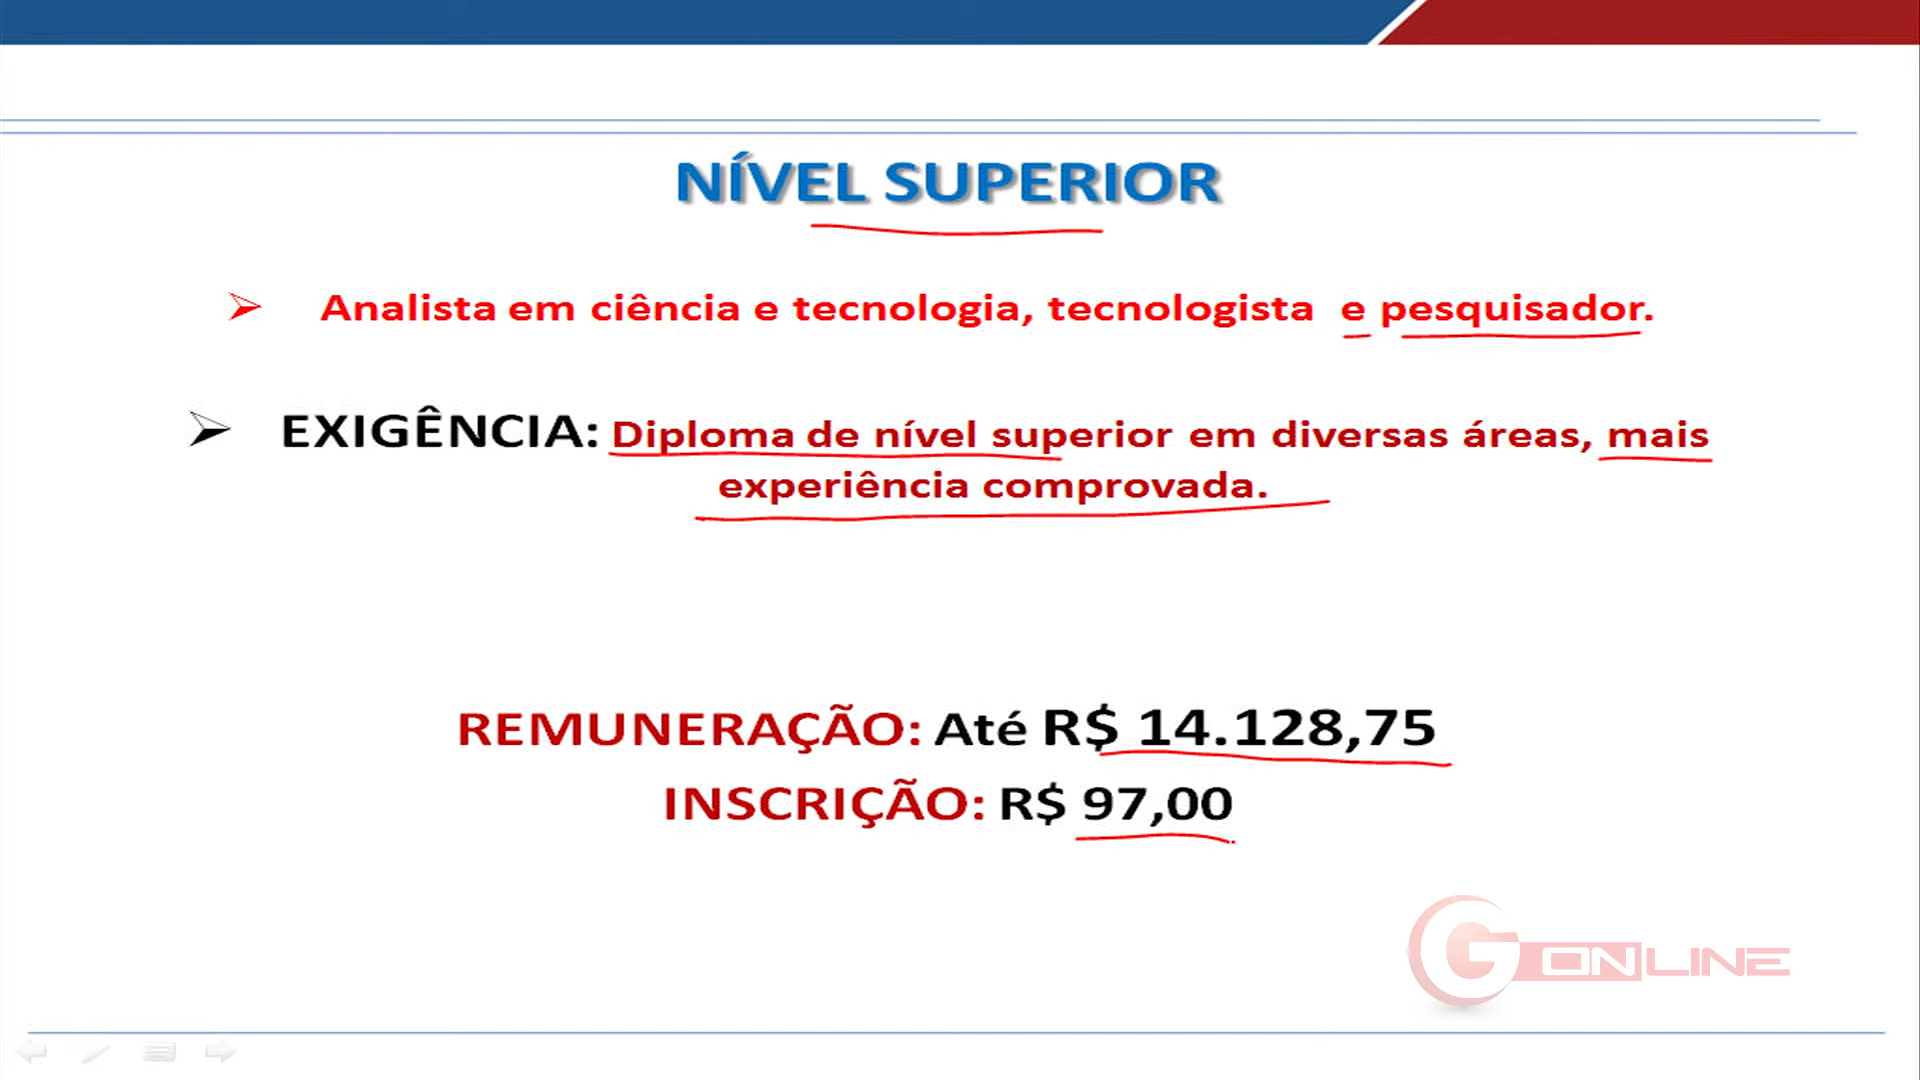 NÍVEL SUPERIOR
Analista em ciência e tecnologia, tecnologista e pesquisador.
EXIGÊNCIA: Diploma de nível superior em diversas áreas, mais
experiência comprovada.
REMUNERAÇÃO: Até R$ 14.128,75
INSCRIÇÃO: R$ 97,00
G ONLINE